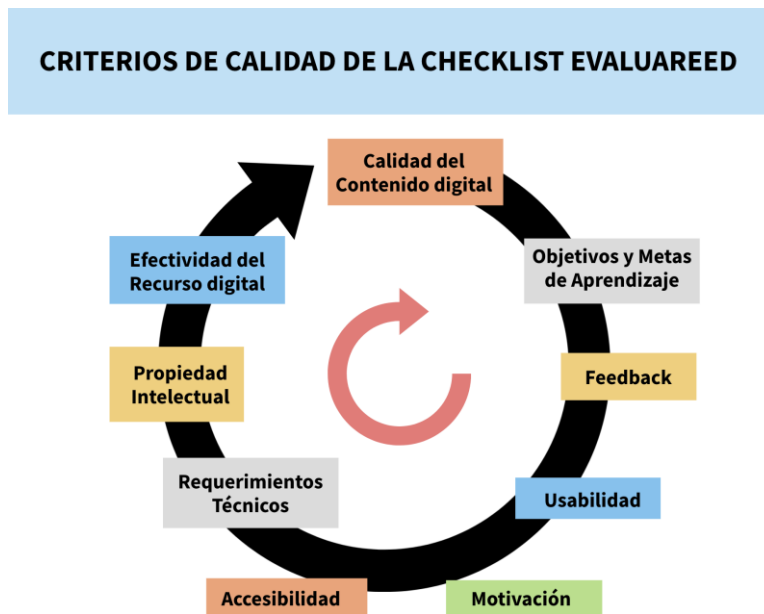 CRITERIOS DE CALIDAD DE LA CHECKLIST EVALUAREED
Calidad del
Contenido digital
Objetivos y Metas
de Aprendizaje
Feedback
Usabilidad
Motivación
Accesibilidad
Requerimientos
Técnicos
Propiedad
Intelectual
Efectividad del
Recurso digital